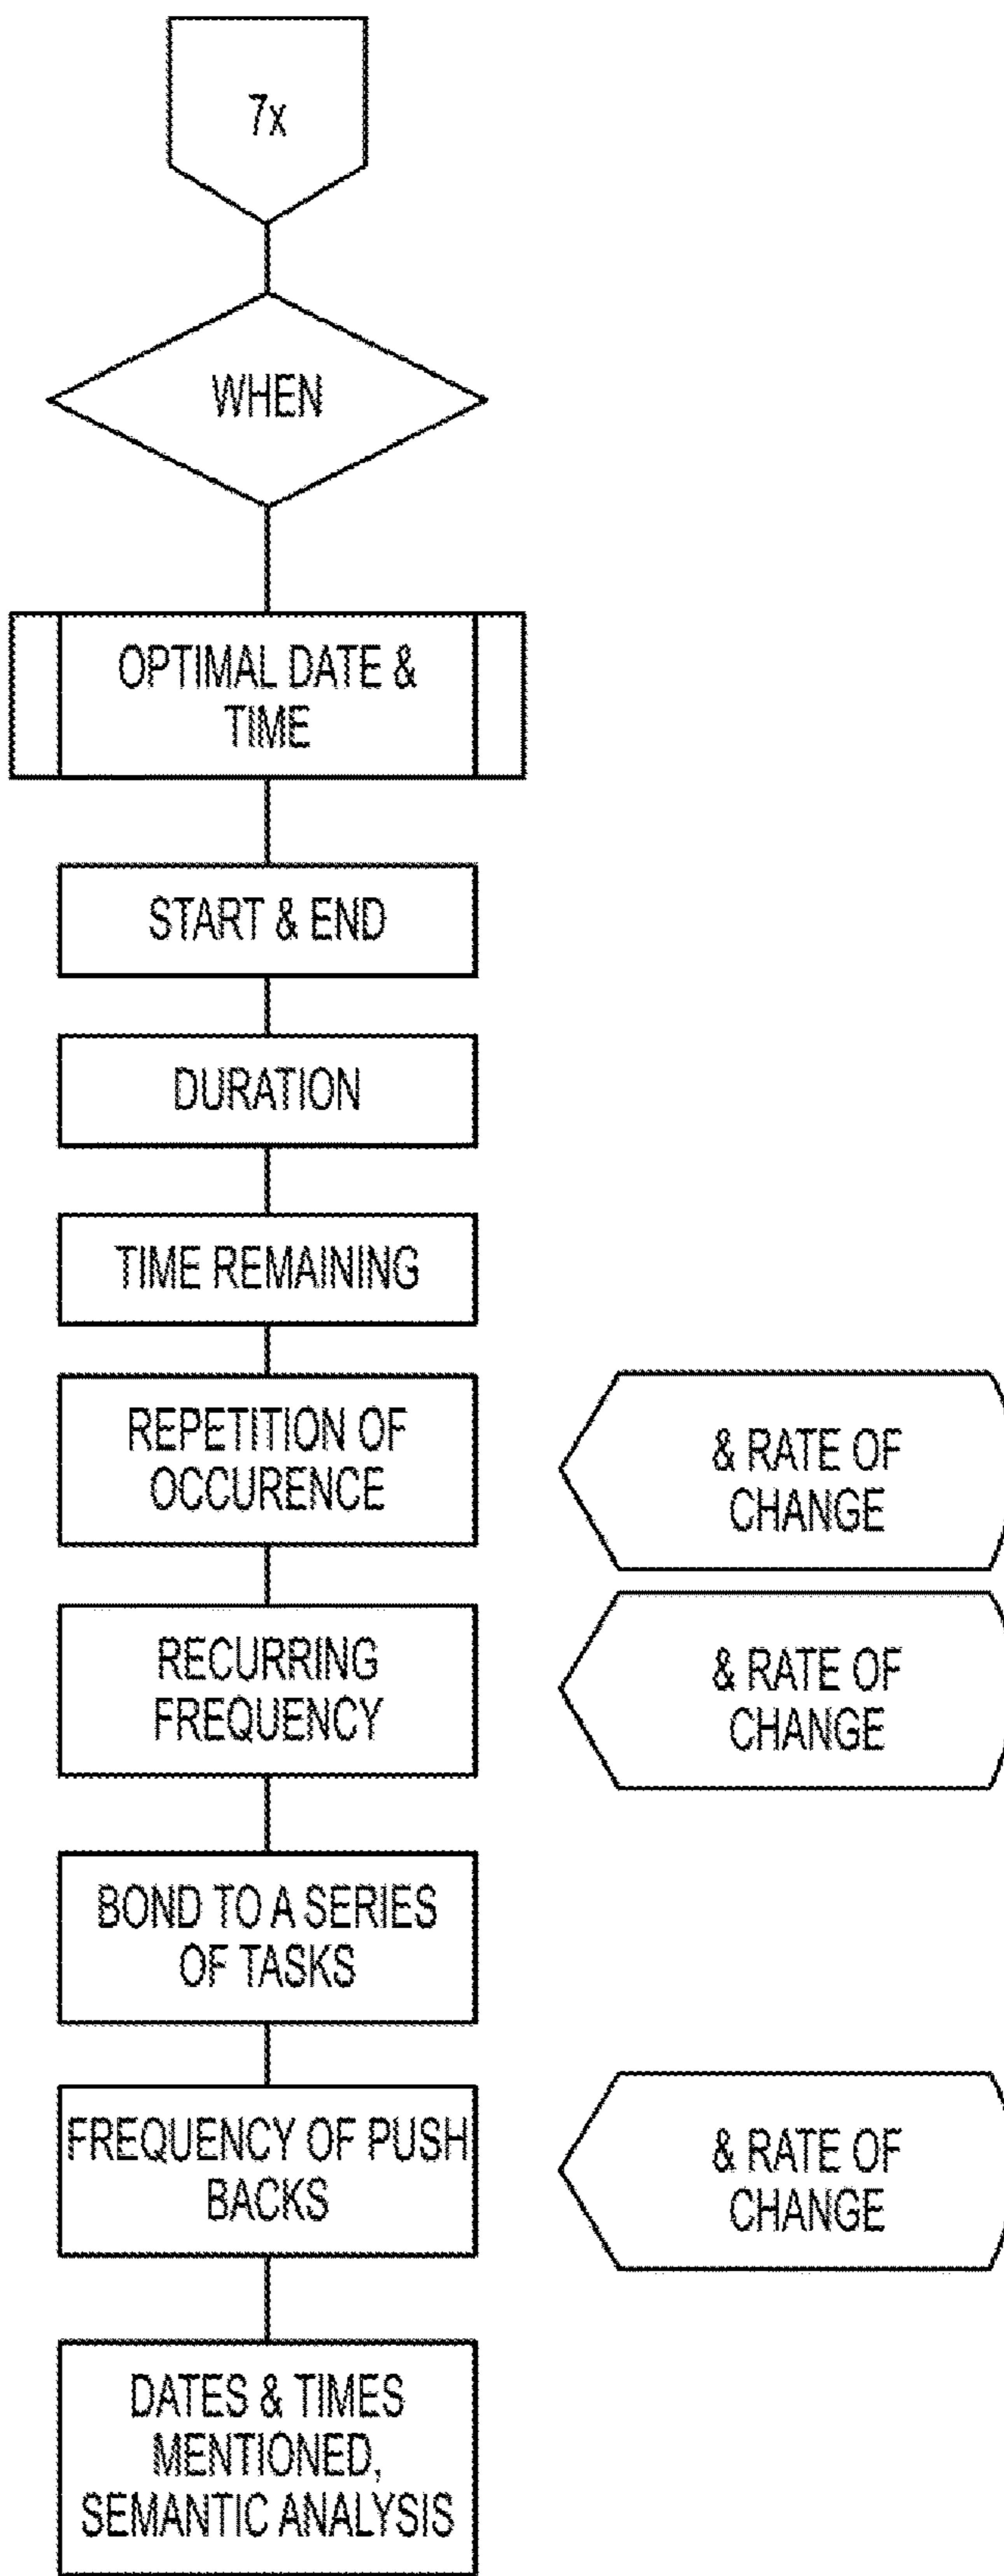 7x
WHEN
OPTIMAL DATE &
TIME
START & END
DURATION
TIME REMAINING
REPETITION OF
OCCURENCE
& RATE OF
CHANGE
RECURRING
FREQUENCY
& RATE OF
CHANGE
BOND TO A SERIES
OF TASKS
FREQUENCY OF PUSH
BACKS
& RATE OF
CHANGE
DATES & TIMES
MENTIONED,
SEMANTIC ANALYSIS